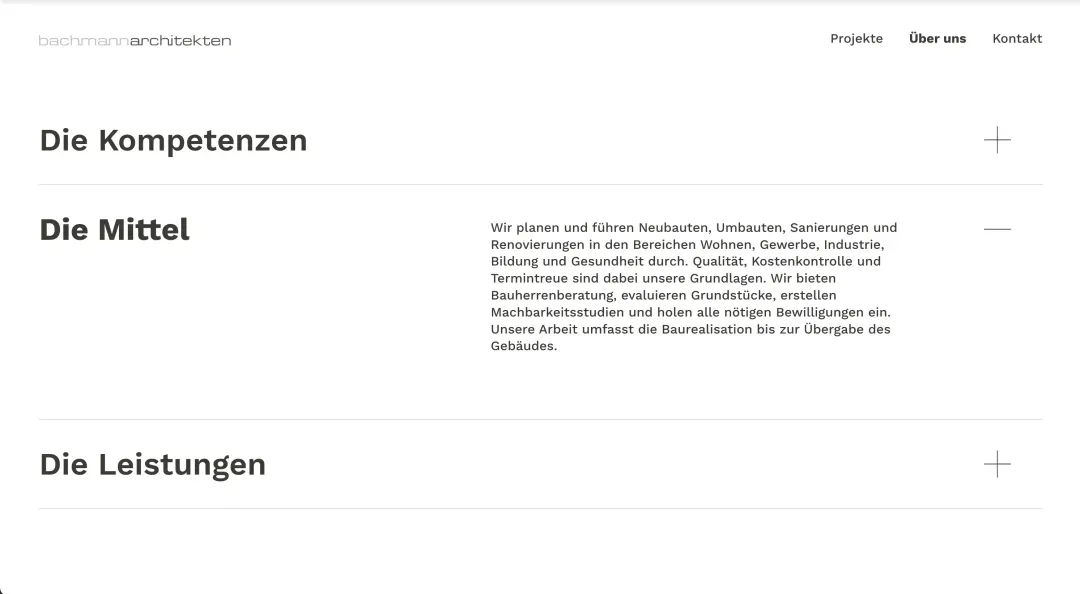 bachmannarchitekten
Projekte Über uns Kontakt
Die Kompetenzen
Die Mittel
Wir planen und führen Neubauten, Umbauten, Sanierungen und
Renovierungen in den Bereichen Wohnen, Gewerbe, Industrie,
Bildung und Gesundheit durch. Qualität, Kostenkontrolle und
Termintreue sind dabei unsere Grundlagen. Wir bieten
Bauherrenberatung, evaluieren Grundstücke, erstellen
Machbarkeitsstudien und holen alle nötigen Bewilligungen ein.
Unsere Arbeit umfasst die Baurealisation bis zur Übergabe des
Gebäudes.
Die Leistungen